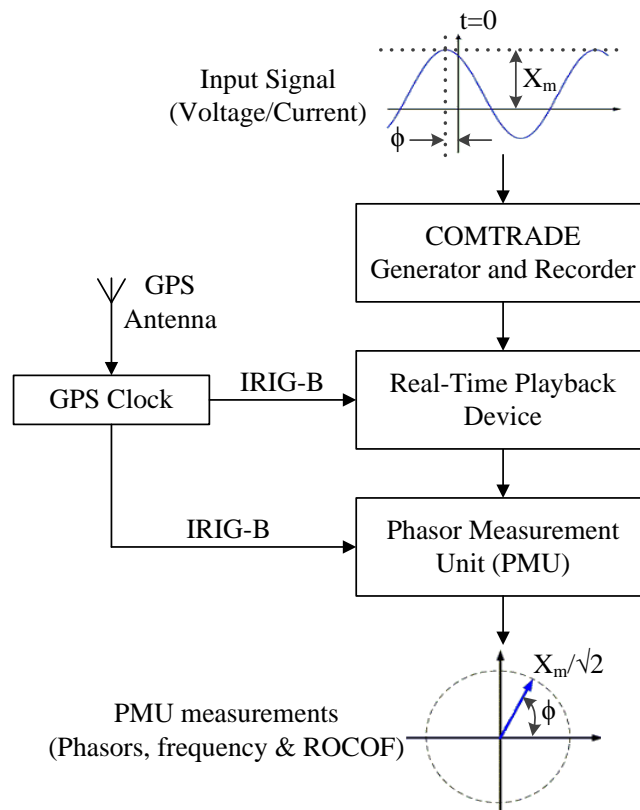 t=0
Input Signal
(Voltage/Current)
Xm
ϕ
COMTRADE
Generator and Recorder
GPS
Antenna
GPS Clock
IRIG-B
Real-Time Playback
Device
IRIG-B
Phasor Measurement
Unit (PMU)
Xm/√2
ϕ
PMU measurements
(Phasors, frequency & ROCOF)